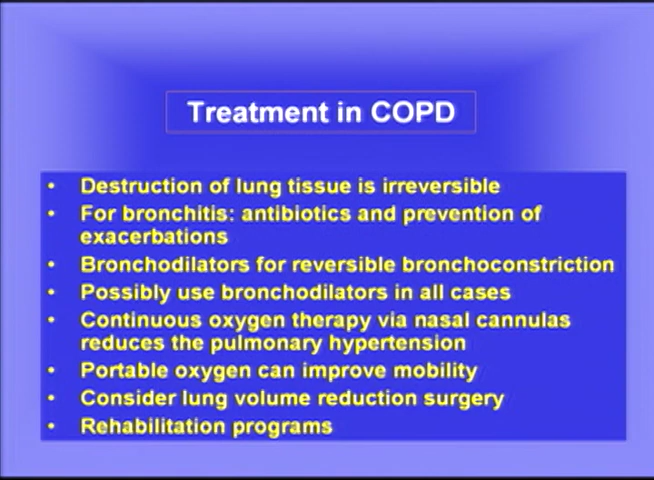 Treatment in COPD
• Destruction of lung tissue is irreversible
• For bronchitis: antibiotics and prevention of
exacerbations
• Bronchodilators for reversible bronchoconstriction
• Possibly use bronchodilators in all cases
• Continuous oxygen therapy via nasal cannulas
reduces the pulmonary hypertension
• Portable oxygen can improve mobility
• Consider lung volume reduction surgery
• Rehabilitation programs